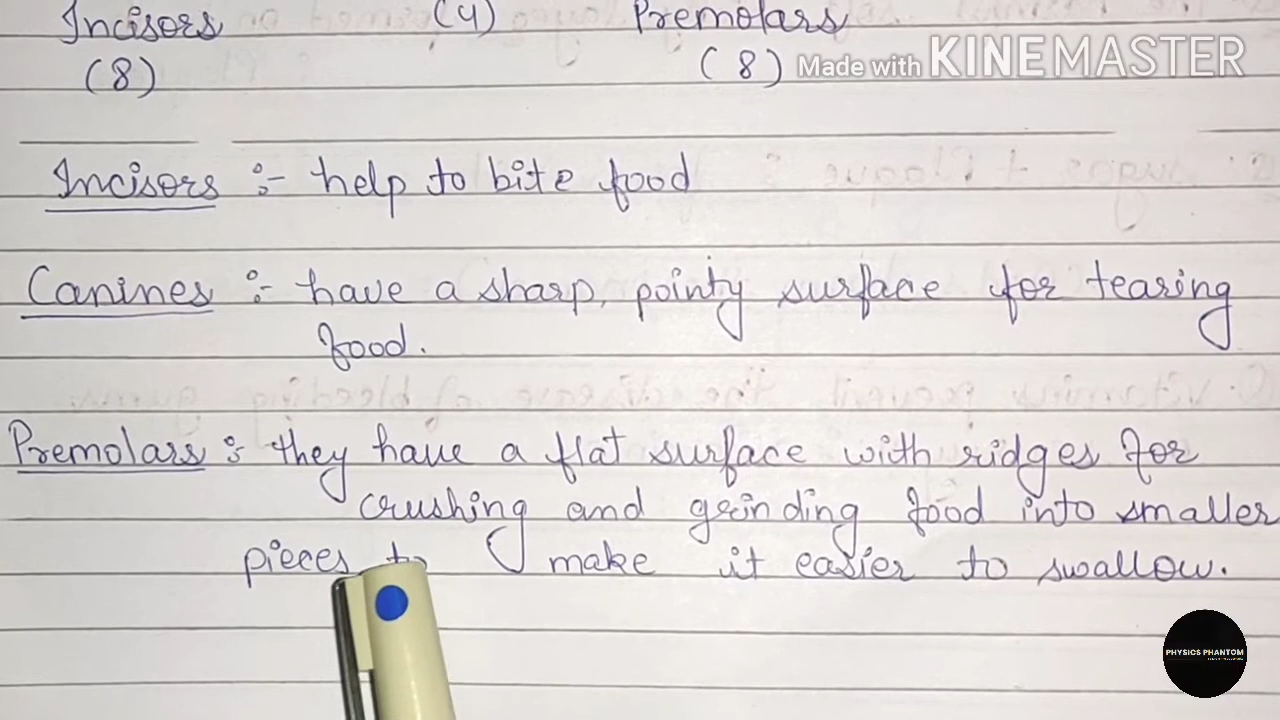 Incisors (4) Premolars
(8) (8) Made with KINEMASTER
Incisors :- help to bite food
Canines :- have a sharp, pointy surface for tearing
food.
Premolars : they have a flat surface with ridges for
crushing and grinding food into smaller
pieces to make it easier to swallow.
PHYSICS PHANTOM